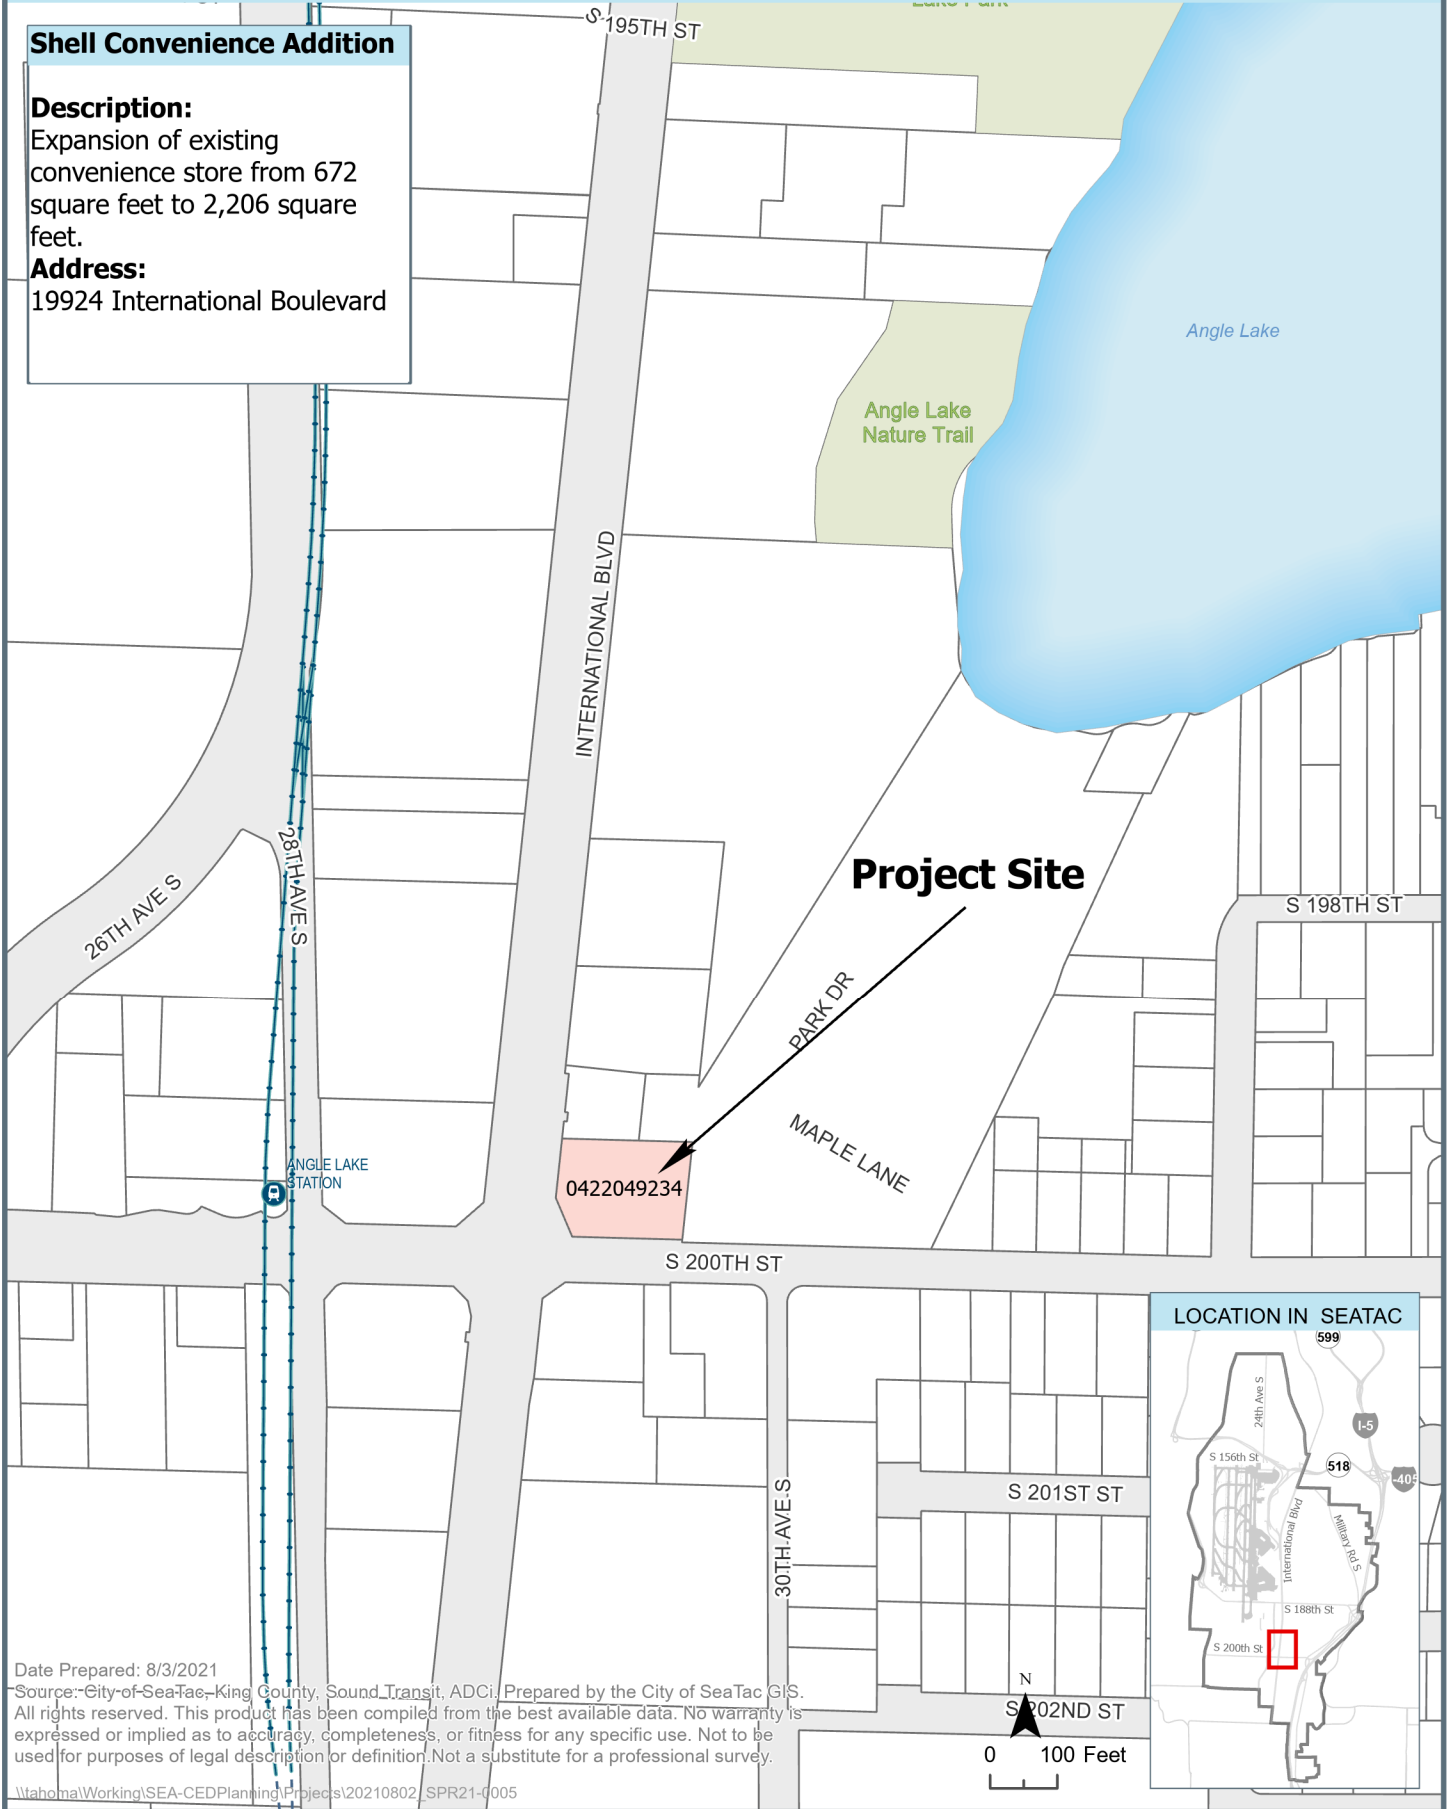 Shell Convenience Addition
Description:
Expansion of existing
convenience store from 672
square feet to 2,206 square
feet.
Address:
19924 International Boulevard
S 195TH ST
Lake Park
Angle Lake
Angle Lake
Nature Trail
INTERNATIONAL BLVD
28TH AVE S
26TH AVE S
Project Site
S 198TH ST
PARK DR
MAPLE LANE
ANGLE LAKE
STATION
0422049234
S 200TH ST
30TH AVE S
S 201ST ST
S 202ND ST
LOCATION IN SEATAC
599
24th Ave S
I-5
S 156th St
518
-405
International Blvd
Military Rd S
S 188th St
S 200th St
N
0 100 Feet
Date Prepared: 8/3/2021
Source: City of SeaTac, King County, Sound Transit, ADCi. Prepared by the City of SeaTac GIS.
All rights reserved. This product has been compiled from the best available data. No warranty is
expressed or implied as to accuracy, completeness, or fitness for any specific use. Not to be
used for purposes of legal description or definition.Not a substitute for a professional survey.
\\tahoma\Working\SEA-CEDPlanning\Projects\20210802_SPR21-0005